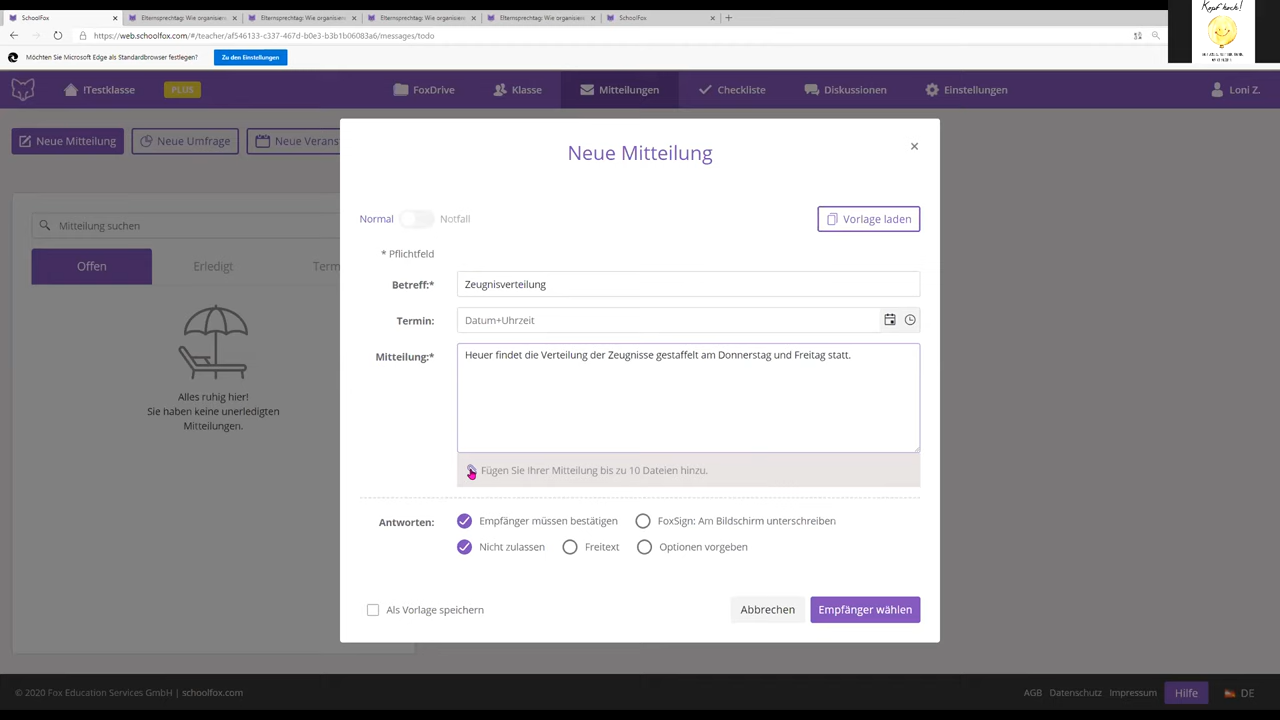 SchoolFox
Elternsprechtag: Wie organisiere
Elternsprechtag: Wie organisiere
Elternsprechtag: Wie organisiere
Elternsprechtag: Wie organisiere
SchoolFox
https://web.schoolfox.com/#/teacher/af546133-c337-467d-b0e3-b3b1b06083a6/messages/todo
Kopf hoch!
Möchten Sie Microsoft Edge als Standardbrowser festlegen?
Zu den Einstellungen
!Testklasse
PLUS
FoxDrive
Klasse
Mitteilungen
Checkliste
Diskussionen
Einstellungen
Loni Z.
Neue Mitteilung
Neue Umfrage
Neue Verans
Mitteilung suchen
Offen
Erledigt
Term
Alles ruhig hier!
Sie haben keine unerledigten
Mitteilungen.
Neue Mitteilung
×
Normal
Notfall
Vorlage laden
* Pflichtfeld
Betreff:*
Zeugnisverteilung
Termin:
Datum+Uhrzeit
Mitteilung:*
Heuer findet die Verteilung der Zeugnisse gestaffelt am Donnerstag und Freitag statt.
Fügen Sie Ihrer Mitteilung bis zu 10 Dateien hinzu.
Antworten:
Empfänger müssen bestätigen
FoxSign: Am Bildschirm unterschreiben
Nicht zulassen
Freitext
Optionen vorgeben
Als Vorlage speichern
Abbrechen
Empfänger wählen
© 2020 Fox Education Services GmbH | schoolfox.com
AGB
Datenschutz
Impressum
Hilfe
DE